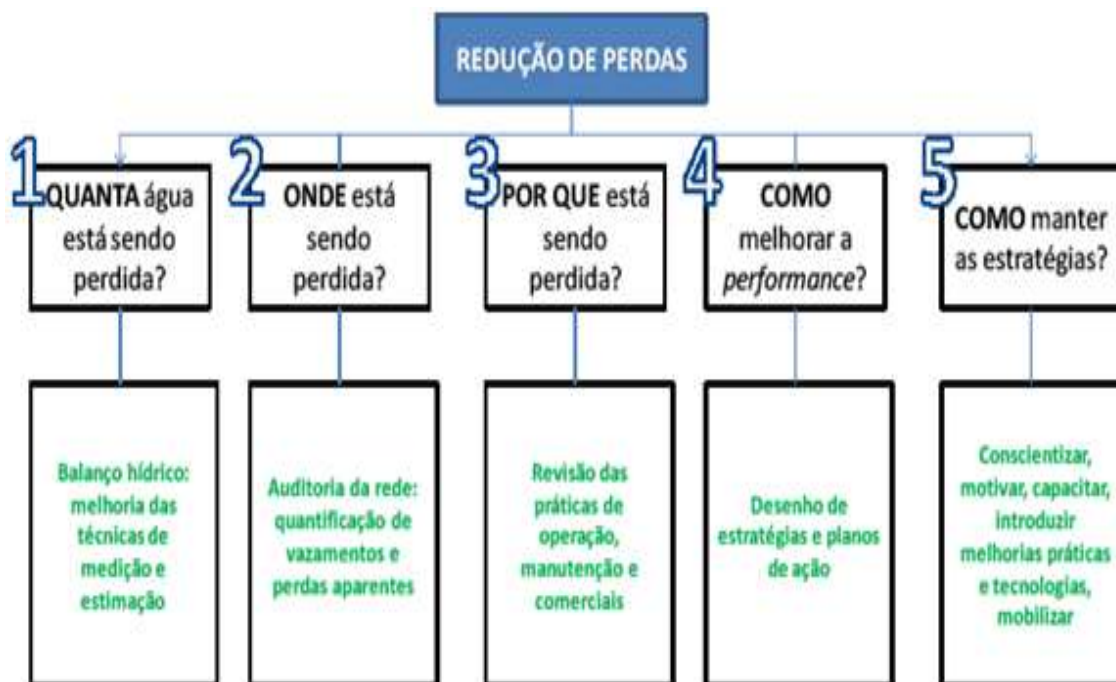 REDUÇÃO DE PERDAS
1
QUANTA água
está sendo
perdida?
2
ONDE está
sendo
perdida?
3
POR QUE está
sendo
perdida?
4
COMO
melhorar a
performance?
5
COMO manter
as estratégias?
Balanço hídrico:
melhoria das
técnicas de
medição e
estimação
Auditoria da rede:
quantificação de
vazamentos e
perdas aparentes
Revisão das
práticas de
operação,
manutenção e
comerciais
Desenho de
estratégias e planos
de ação
Conscientizar,
motivar, capacitar,
introduzir
melhorias práticas
e tecnologias,
mobilizar